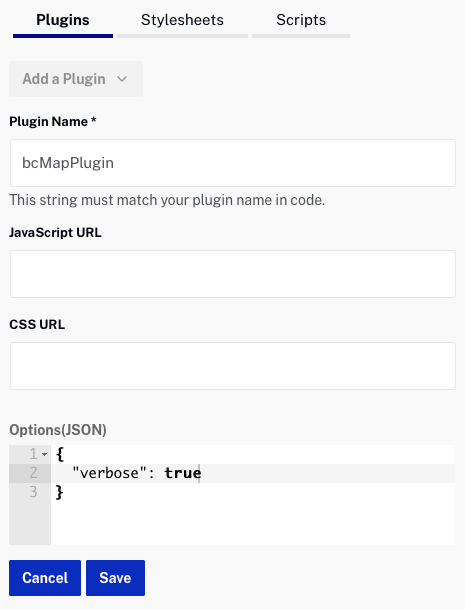 Plugins Stylesheets Scripts
Add a Plugin
Plugin Name *
bcMapPlugin
This string must match your plugin name in code.
JavaScript URL
CSS URL
Options(JSON)
1 {
2 "verbose": true
3 }
Cancel Save